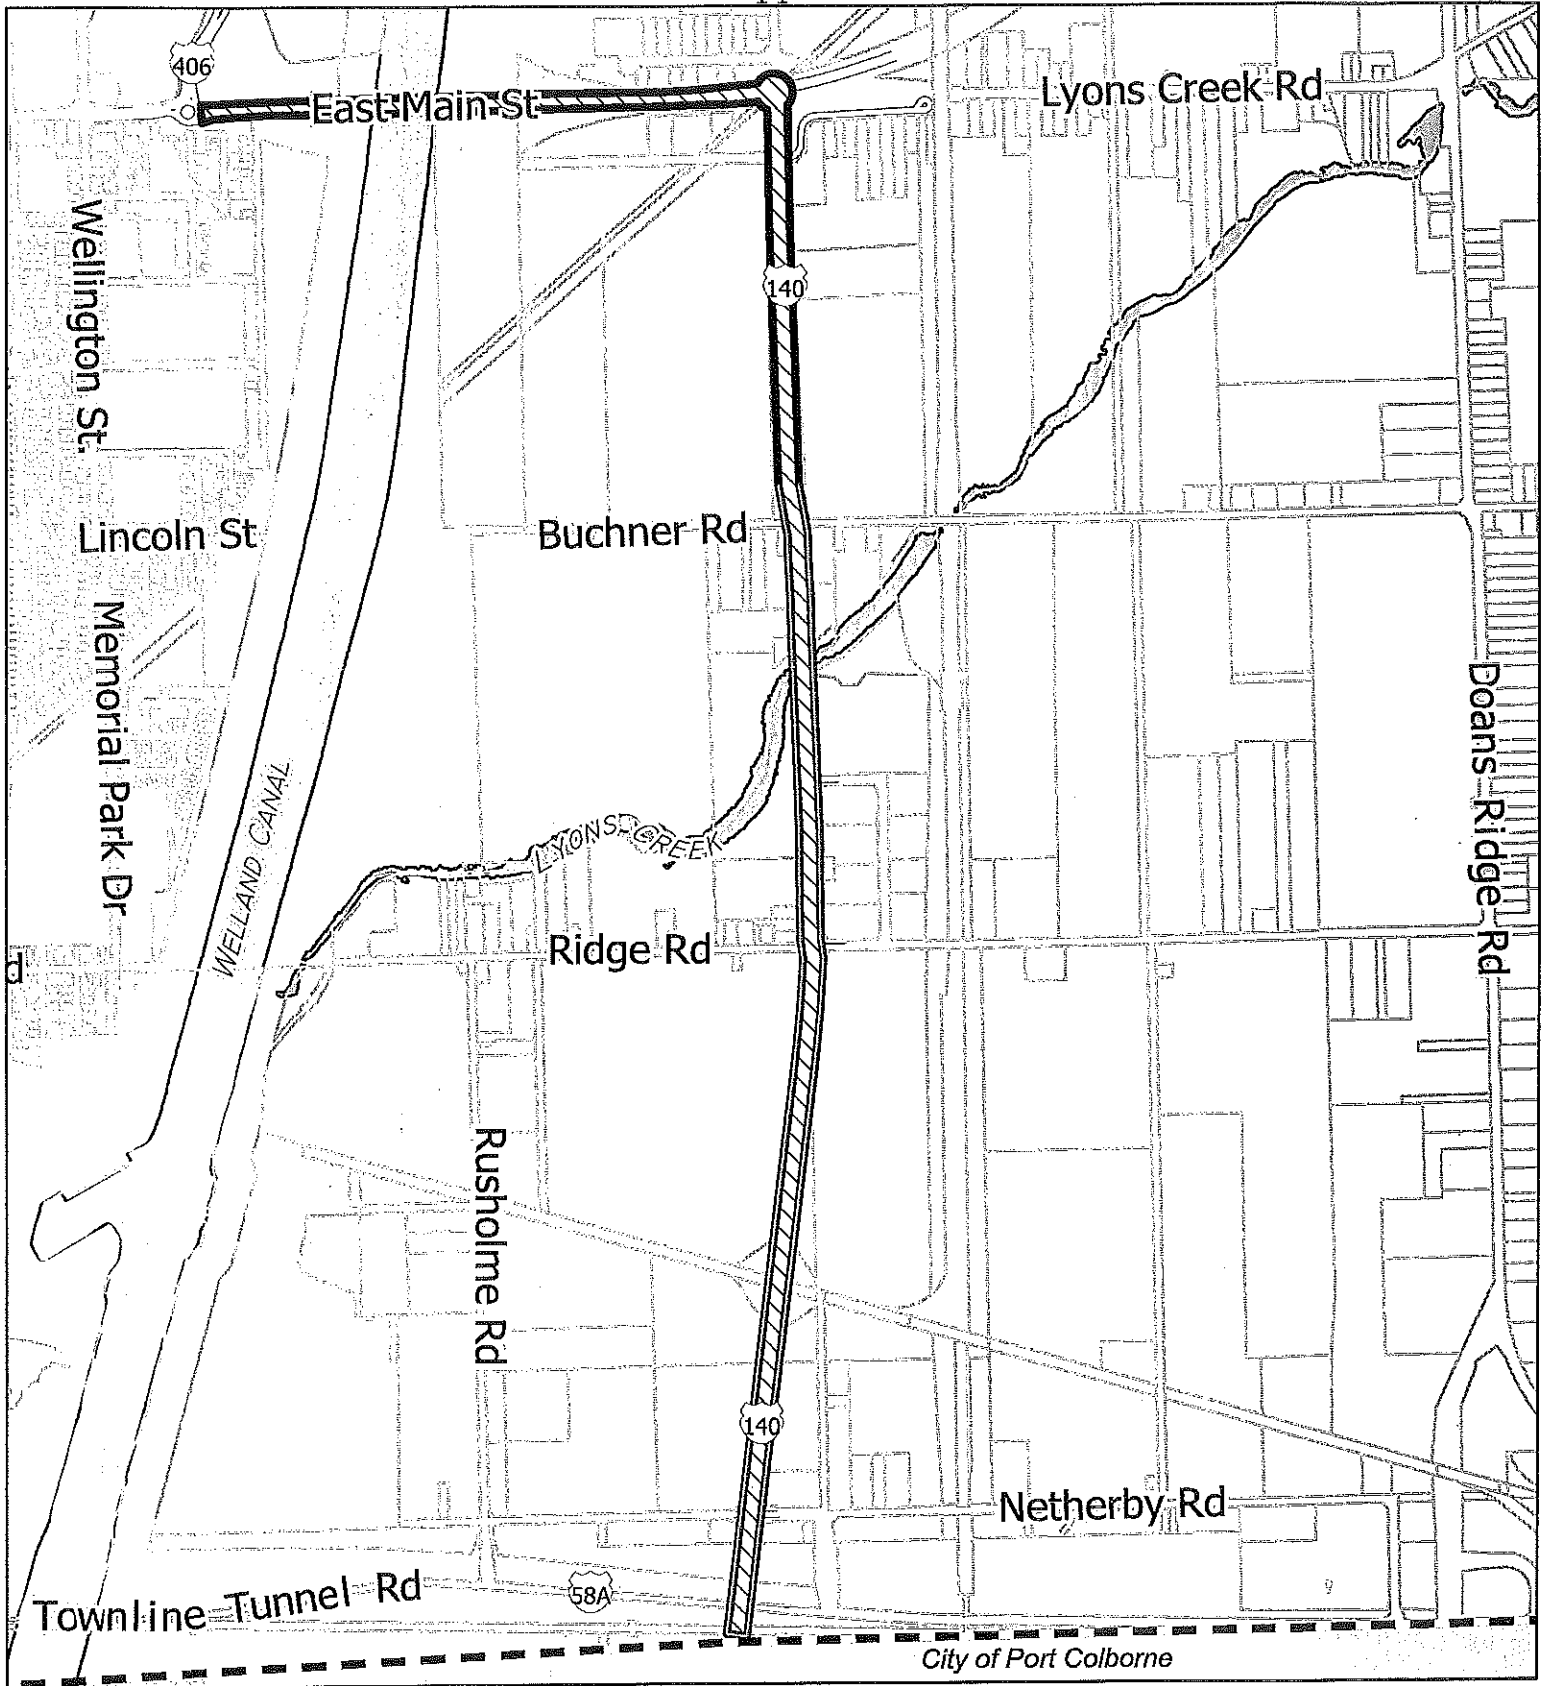 406
East Main St
Lyons Creek Rd
Wellington St.
140
Lincoln St
Buchner Rd
Memorial Park Dr
Doans Ridge Rd
WELLAND CANAL
LYONS CREEK
Ridge Rd
d
Rusholme Rd
140
Netherby Rd
58A
Townline Tunnel Rd
City of Port Colborne